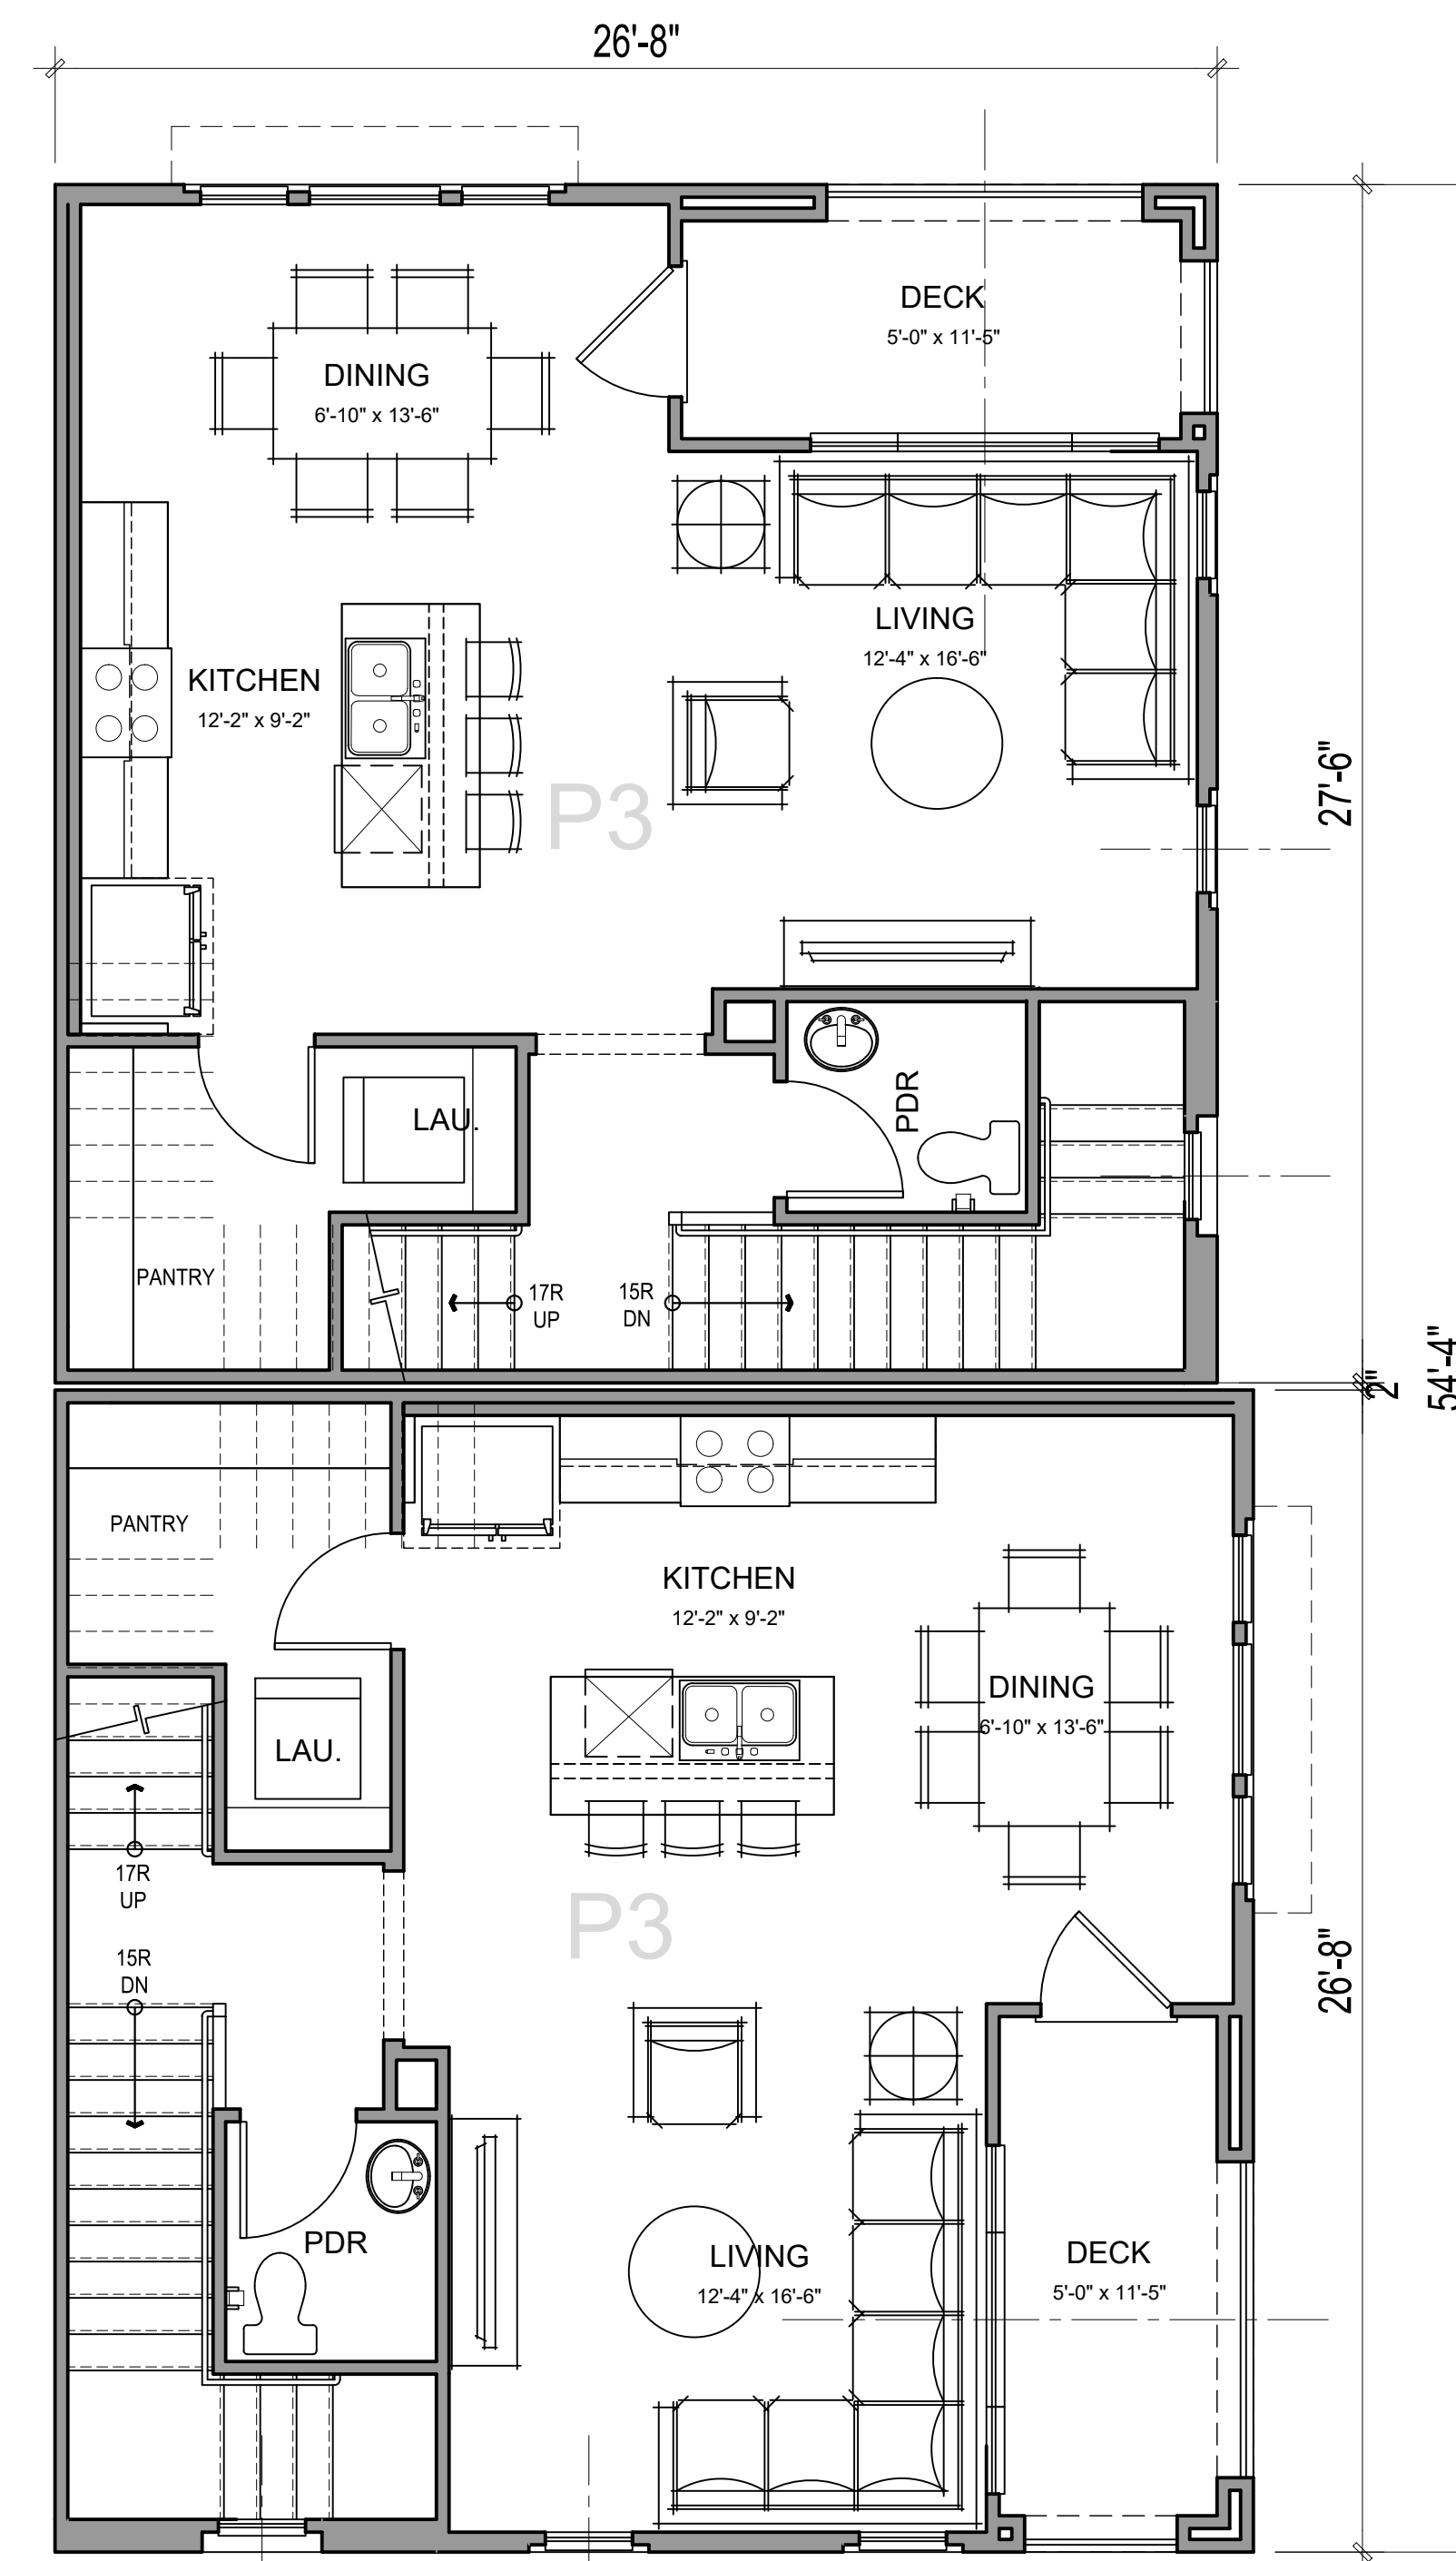 26'-8"
DECK
5'-0" x 11'-5"
DINING
6'-10" x 13'-6"
LIVING
12'-4" x 16'-6"
KITCHEN
12'-2" x 9'-2"
P3
27'-6"
LAU.
PDR
PANTRY
17R
UP
15R
DN
2"
54'-4"
PANTRY
KITCHEN
12'-2" x 9'-2"
DINING
6'-10" x 13'-6"
LAU.
17R
UP
P3
26'-8"
15R
DN
PDR
LIVING
12'-4" x 16'-6"
DECK
5'-0" x 11'-5"